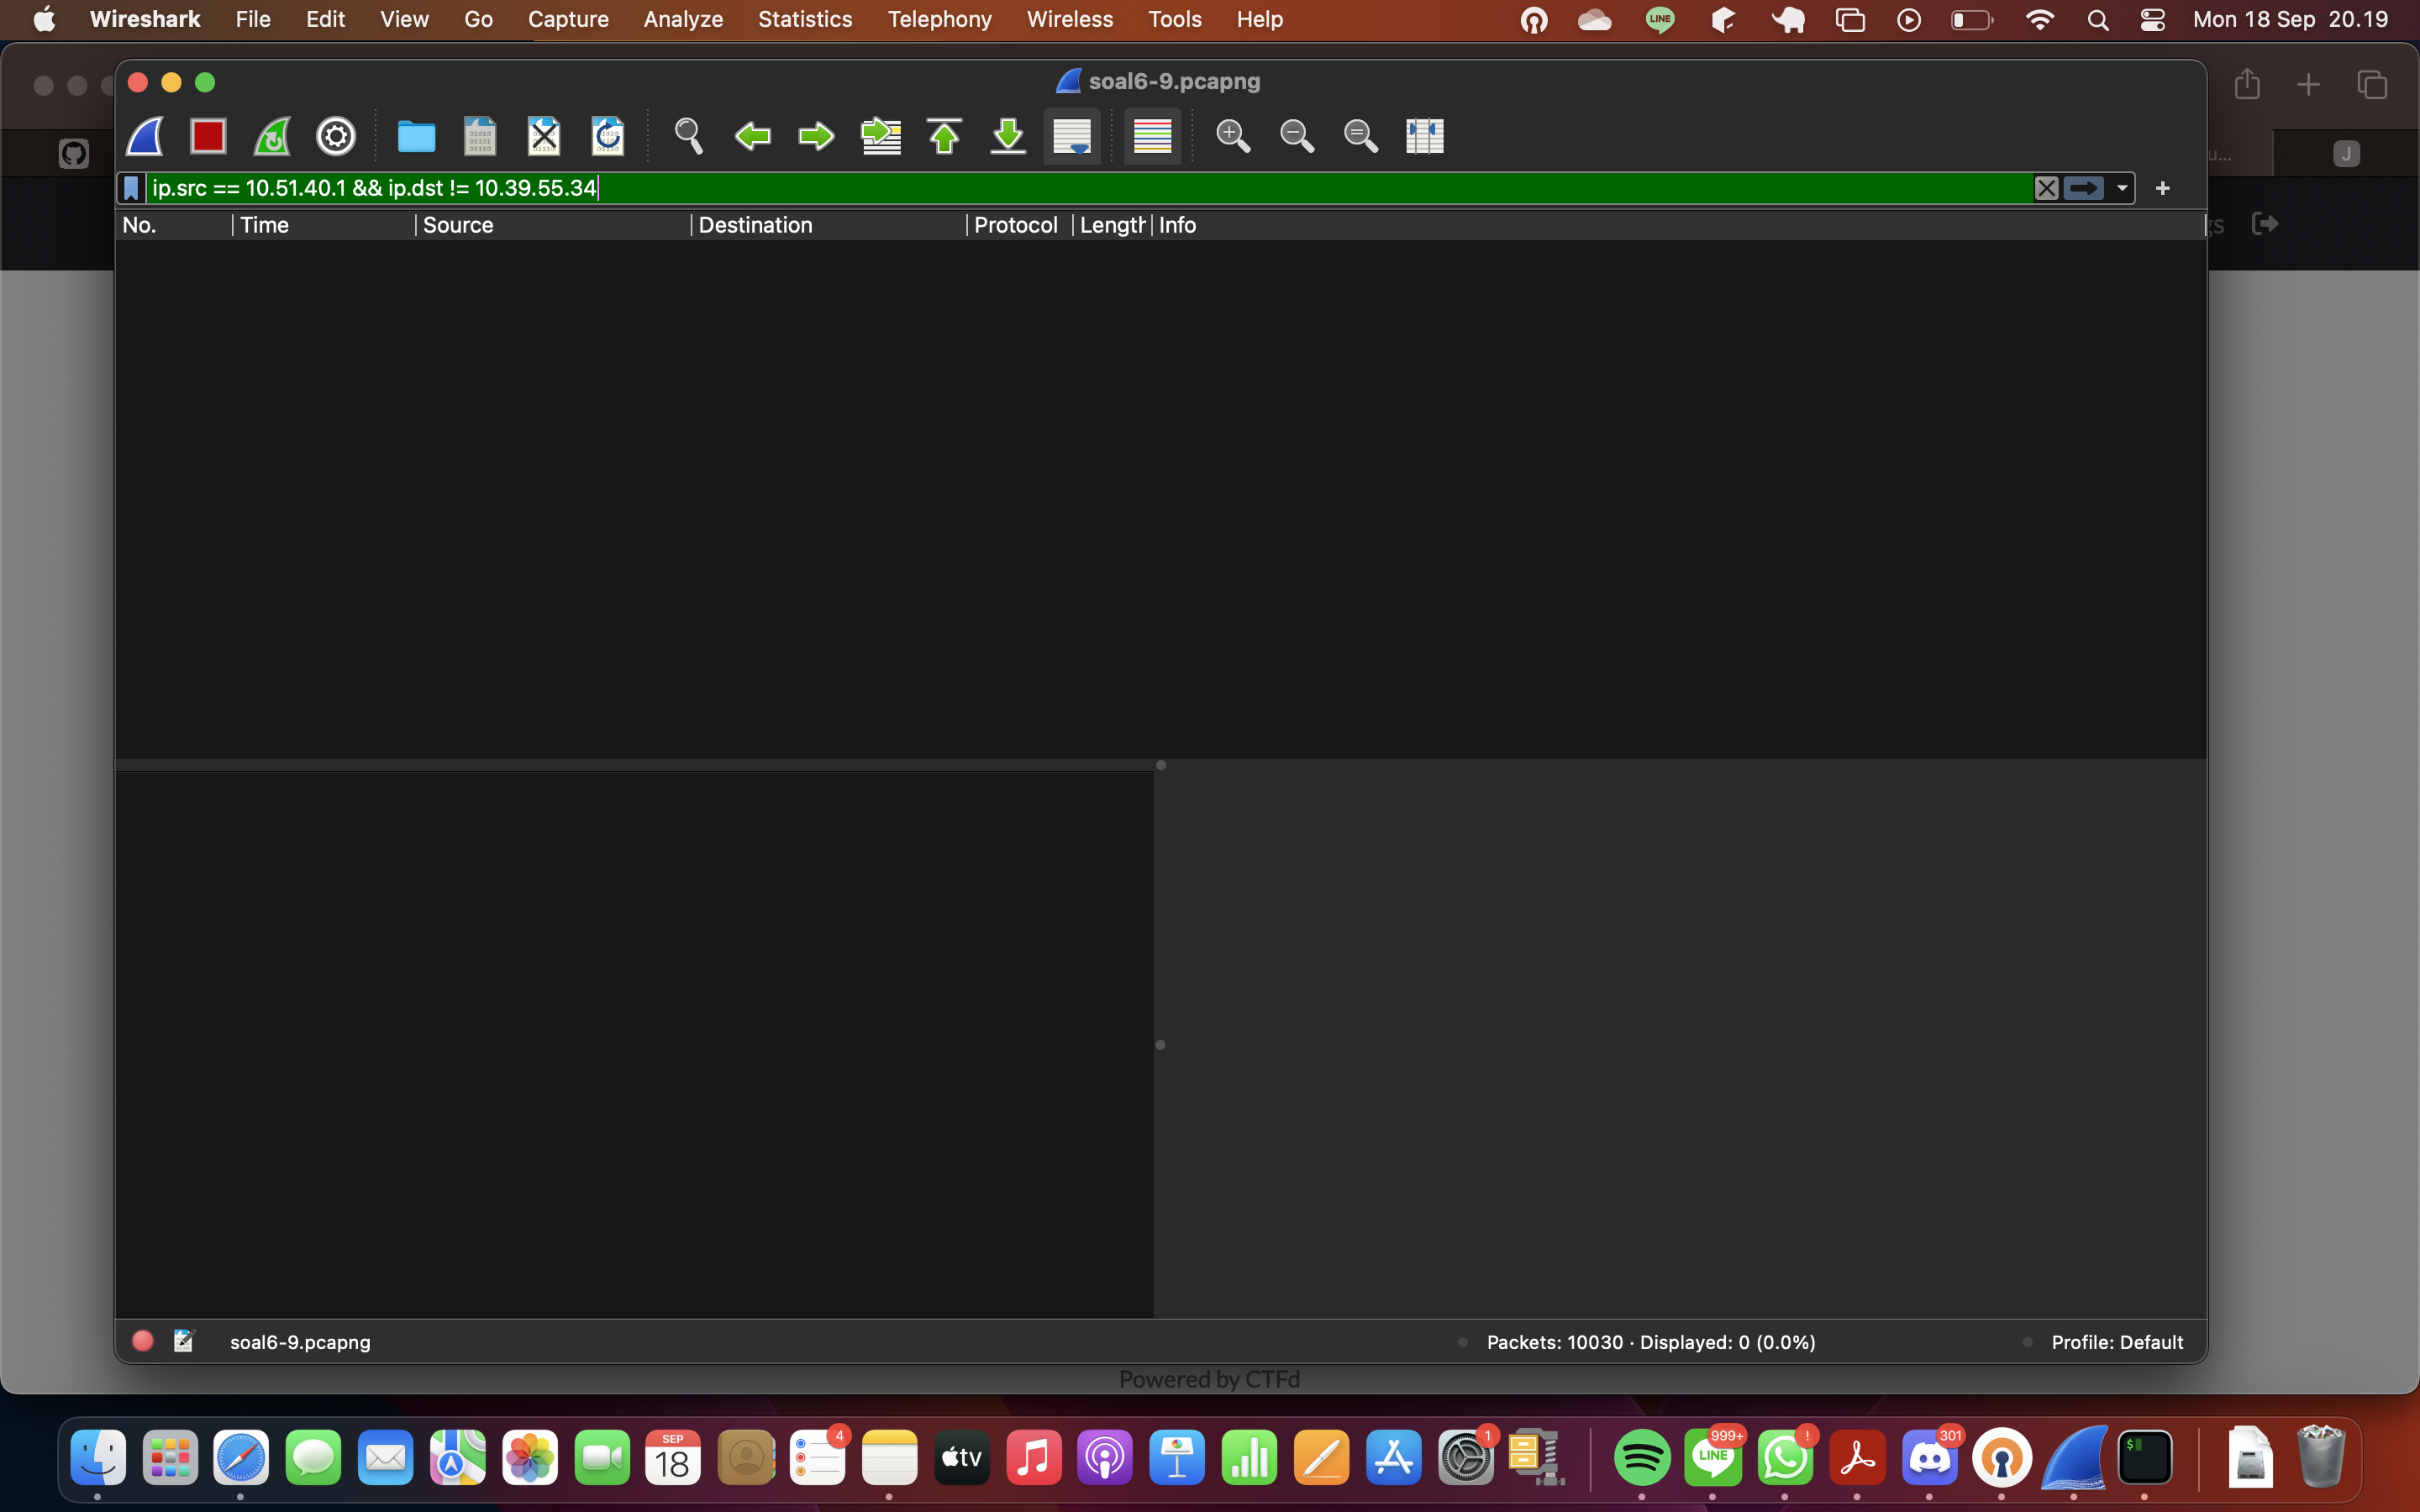 Wireshark File Edit View Go Capture Analyze Statistics Telephony Wireless Tools Help LINE Mon 18 Sep 20.19
soal6-9.pcapng
J
ip.src == 10.51.40.1 && ip.dst != 10.39.55.34
No. Time Source Destination Protocol Length Info
soal6-9.pcapng Packets: 10030 · Displayed: 0 (0.0%) Profile: Default
Powered by CTFd
SEP
18
4
tv
1
LINE
999+
!
301
$